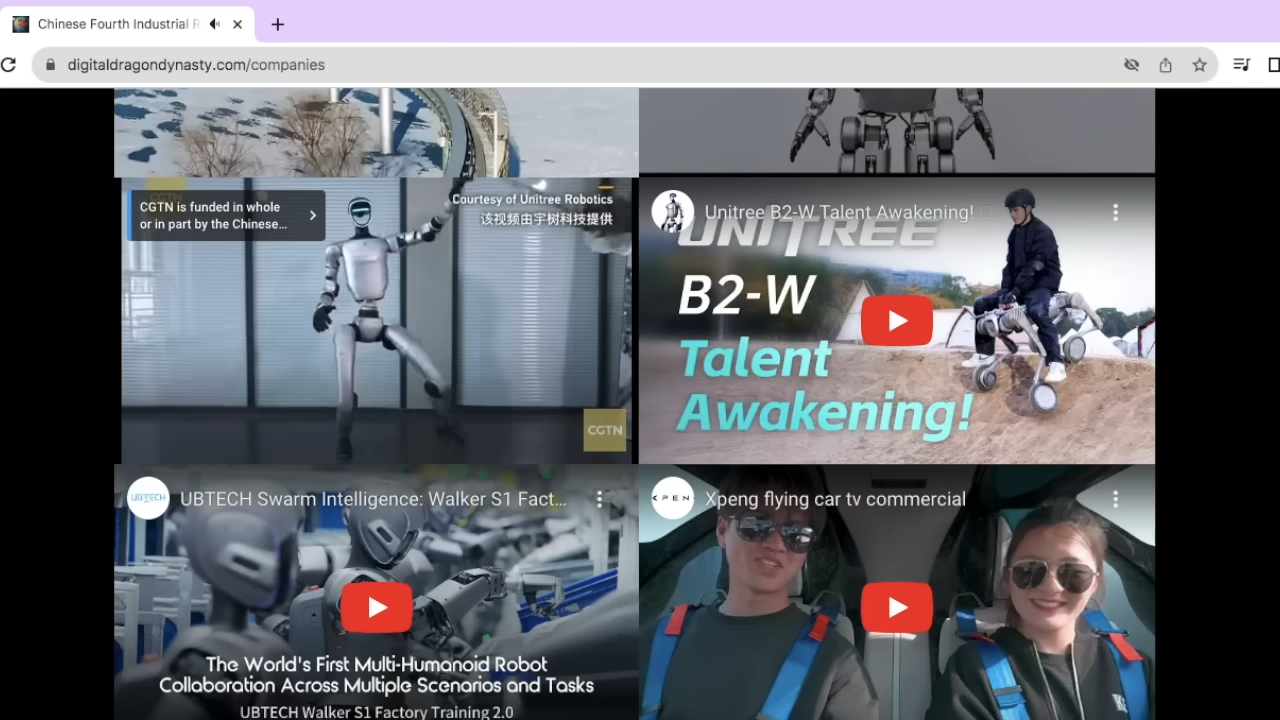 Chinese Fourth Industrial R
digitaldragondynasty.com/companies
CGTN is funded in whole
or in part by the Chinese...
Courtesy of Unitree Robotics
该视频由宇树科技提供
CGTN
Unitree B2-W Talent Awakening!
UNITREE
B2-W
Talent
Awakening!
UBTECH
UBTECH Swarm Intelligence: Walker S1 Fact...
The World's First Multi-Humanoid Robot
Collaboration Across Multiple Scenarios and Tasks
UBTECH Walker S1 Factory Training 2.0
XPENG
Xpeng flying car tv commercial